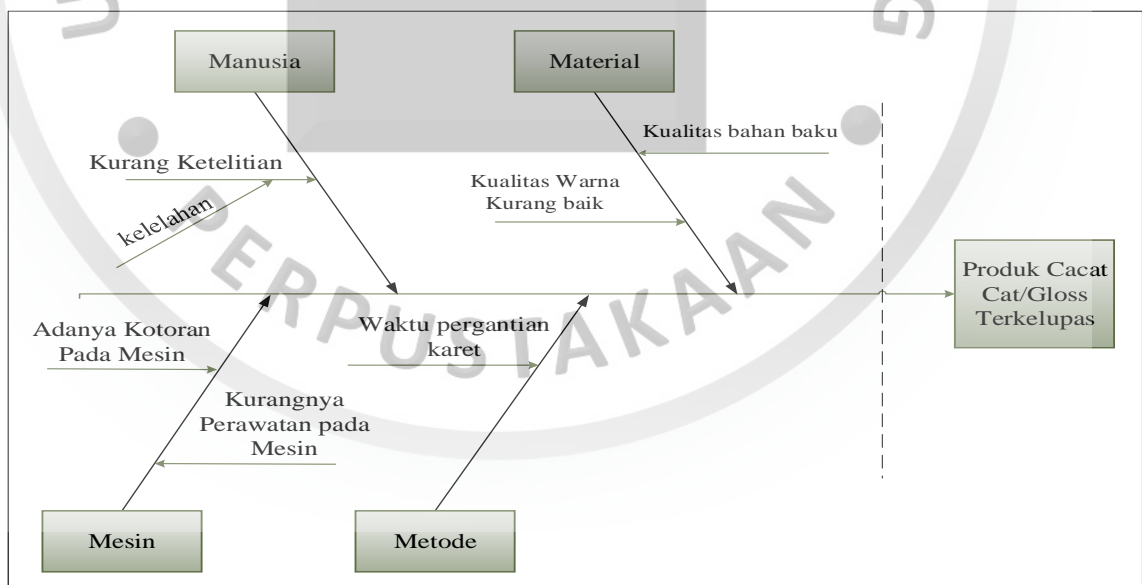 Manusia
Material
Kualitas bahan baku
Kurang Ketelitian
Kualitas Warna
Kurang baik
kelelahan
Produk Cacat
Cat/Gloss
Terkelupas
Adanya Kotoran
Pada Mesin
Waktu pergantian
karet
Kurangnya
Perawatan pada
Mesin
Mesin
Metode
U
G
PERPUSTAKAAN